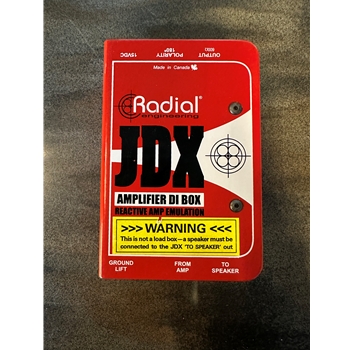 15VDC
POLARITY
180°
OUTPUT
600Ω
Made in Canada
Radial®
engineering
JDX
AMPLIFIER DI BOX
REACTIVE AMP EMULATION
>>> WARNING <<<
This is not a load box—a speaker must be
connected to the JDX "TO SPEAKER" out
GROUND
LIFT
FROM
AMP
TO
SPEAKER